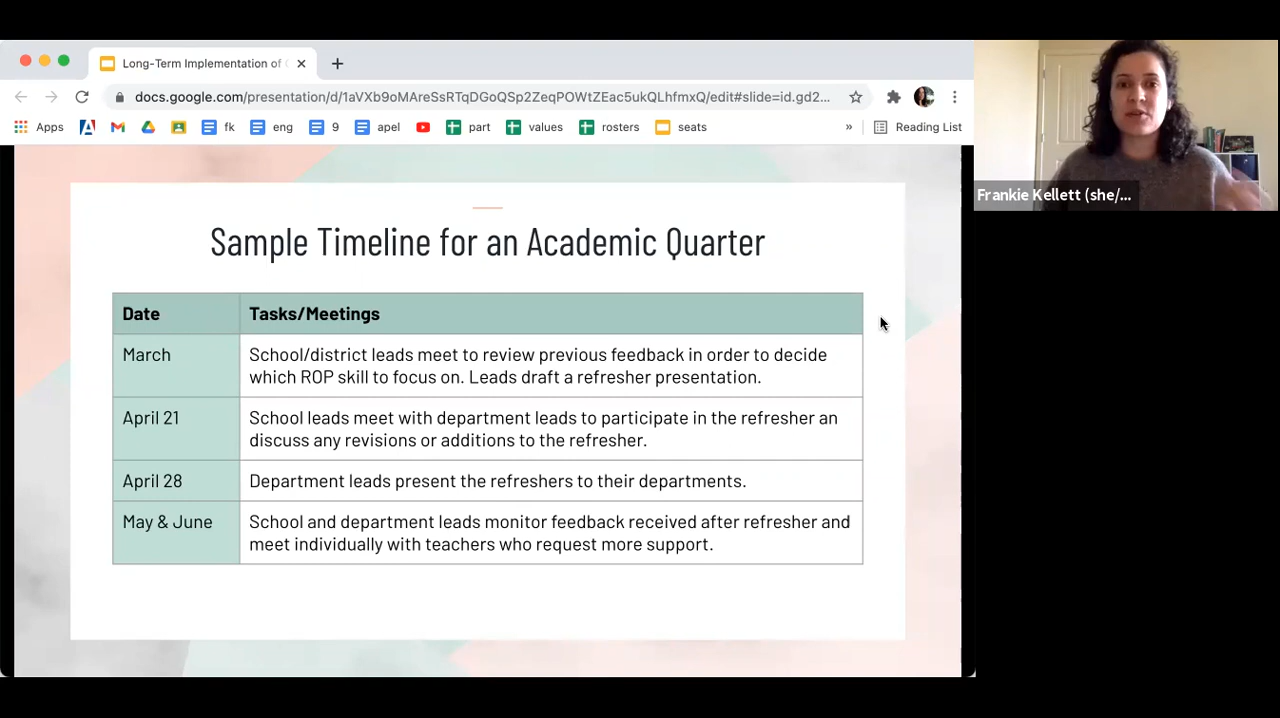 Long-Term Implementation of
docs.google.com/presentation/d/1aVXb9oMAreSsRTqDGoQSp2ZeqPOWtZEac5ukQLhfmxQ/edit#slide=id.gd2...
Apps fk eng 9 apel part values rosters seats » Reading List
Frankie Kellett (she/...
Sample Timeline for an Academic Quarter
Date Tasks/Meetings
March School/district leads meet to review previous feedback in order to decide
which ROP skill to focus on. Leads draft a refresher presentation.
April 21 School leads meet with department leads to participate in the refresher an
discuss any revisions or additions to the refresher.
April 28 Department leads present the refreshers to their departments.
May & June School and department leads monitor feedback received after refresher and
meet individually with teachers who request more support.